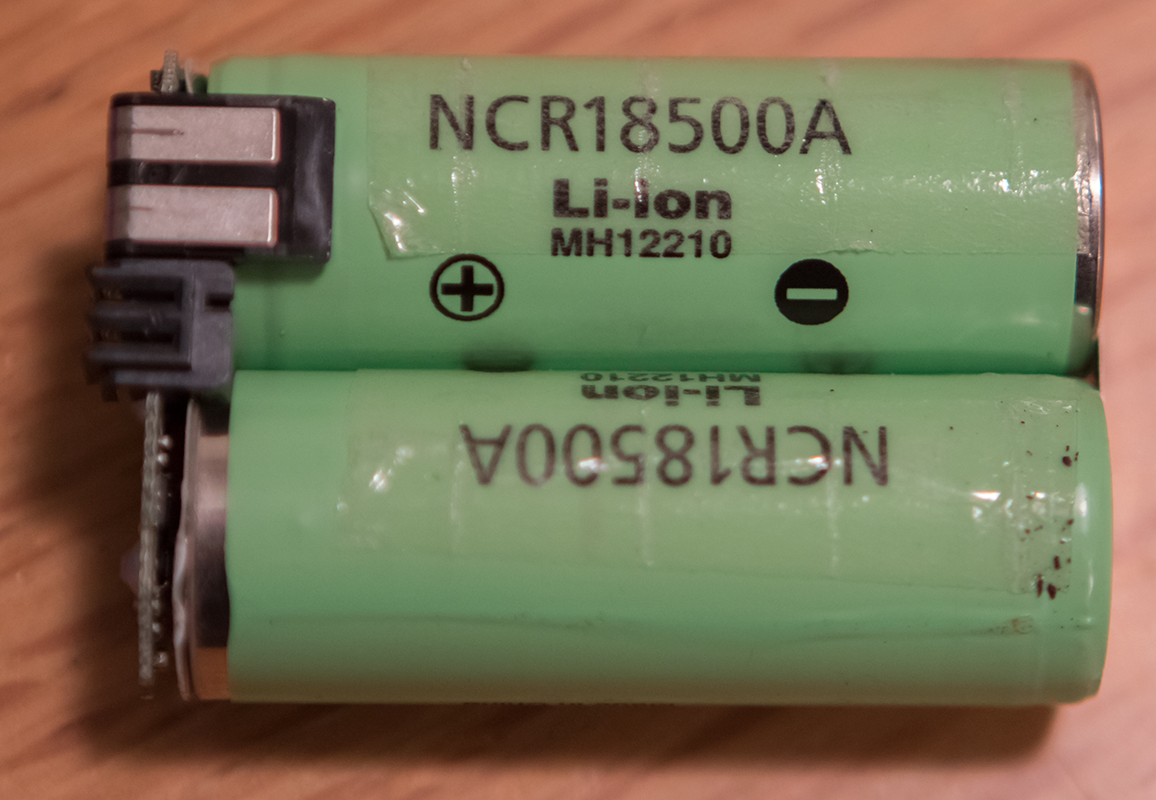 NCR18500A
Li-ion
MH12210
+
-
MH12210
Li-ion
NCR18500A